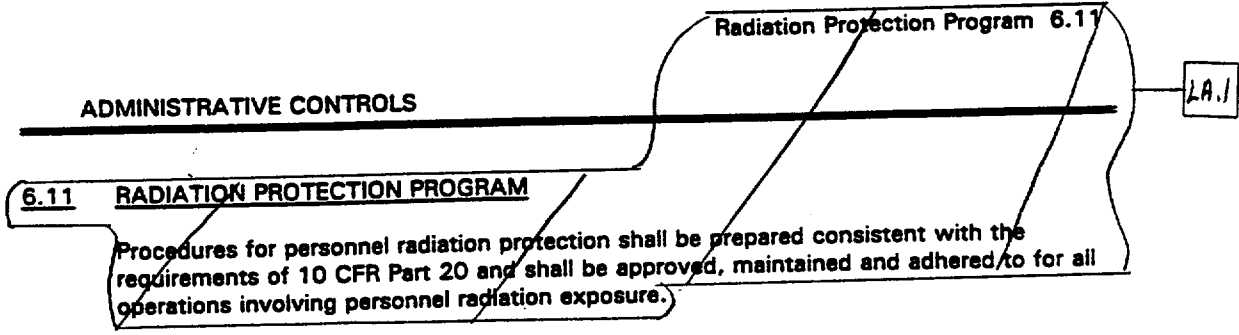 Radiation Protection Program 6.11
LA.1
ADMINISTRATIVE CONTROLS
6.11 RADIATION PROTECTION PROGRAM
Procedures for personnel radiation protection shall be prepared consistent with the
requirements of 10 CFR Part 20 and shall be approved, maintained and adhered to for all
operations involving personnel radiation exposure.